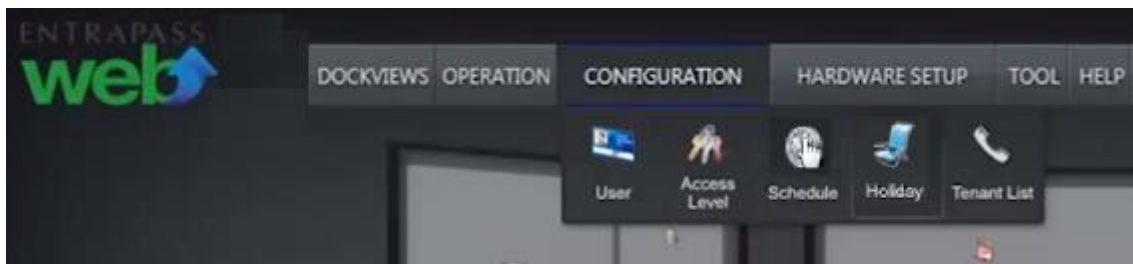 ENTRAPASS
web
DOCKVIEWS OPERATION CONFIGURATION HARDWARE SETUP TOOL HELP
User Access Level Schedule Holiday Tenant List